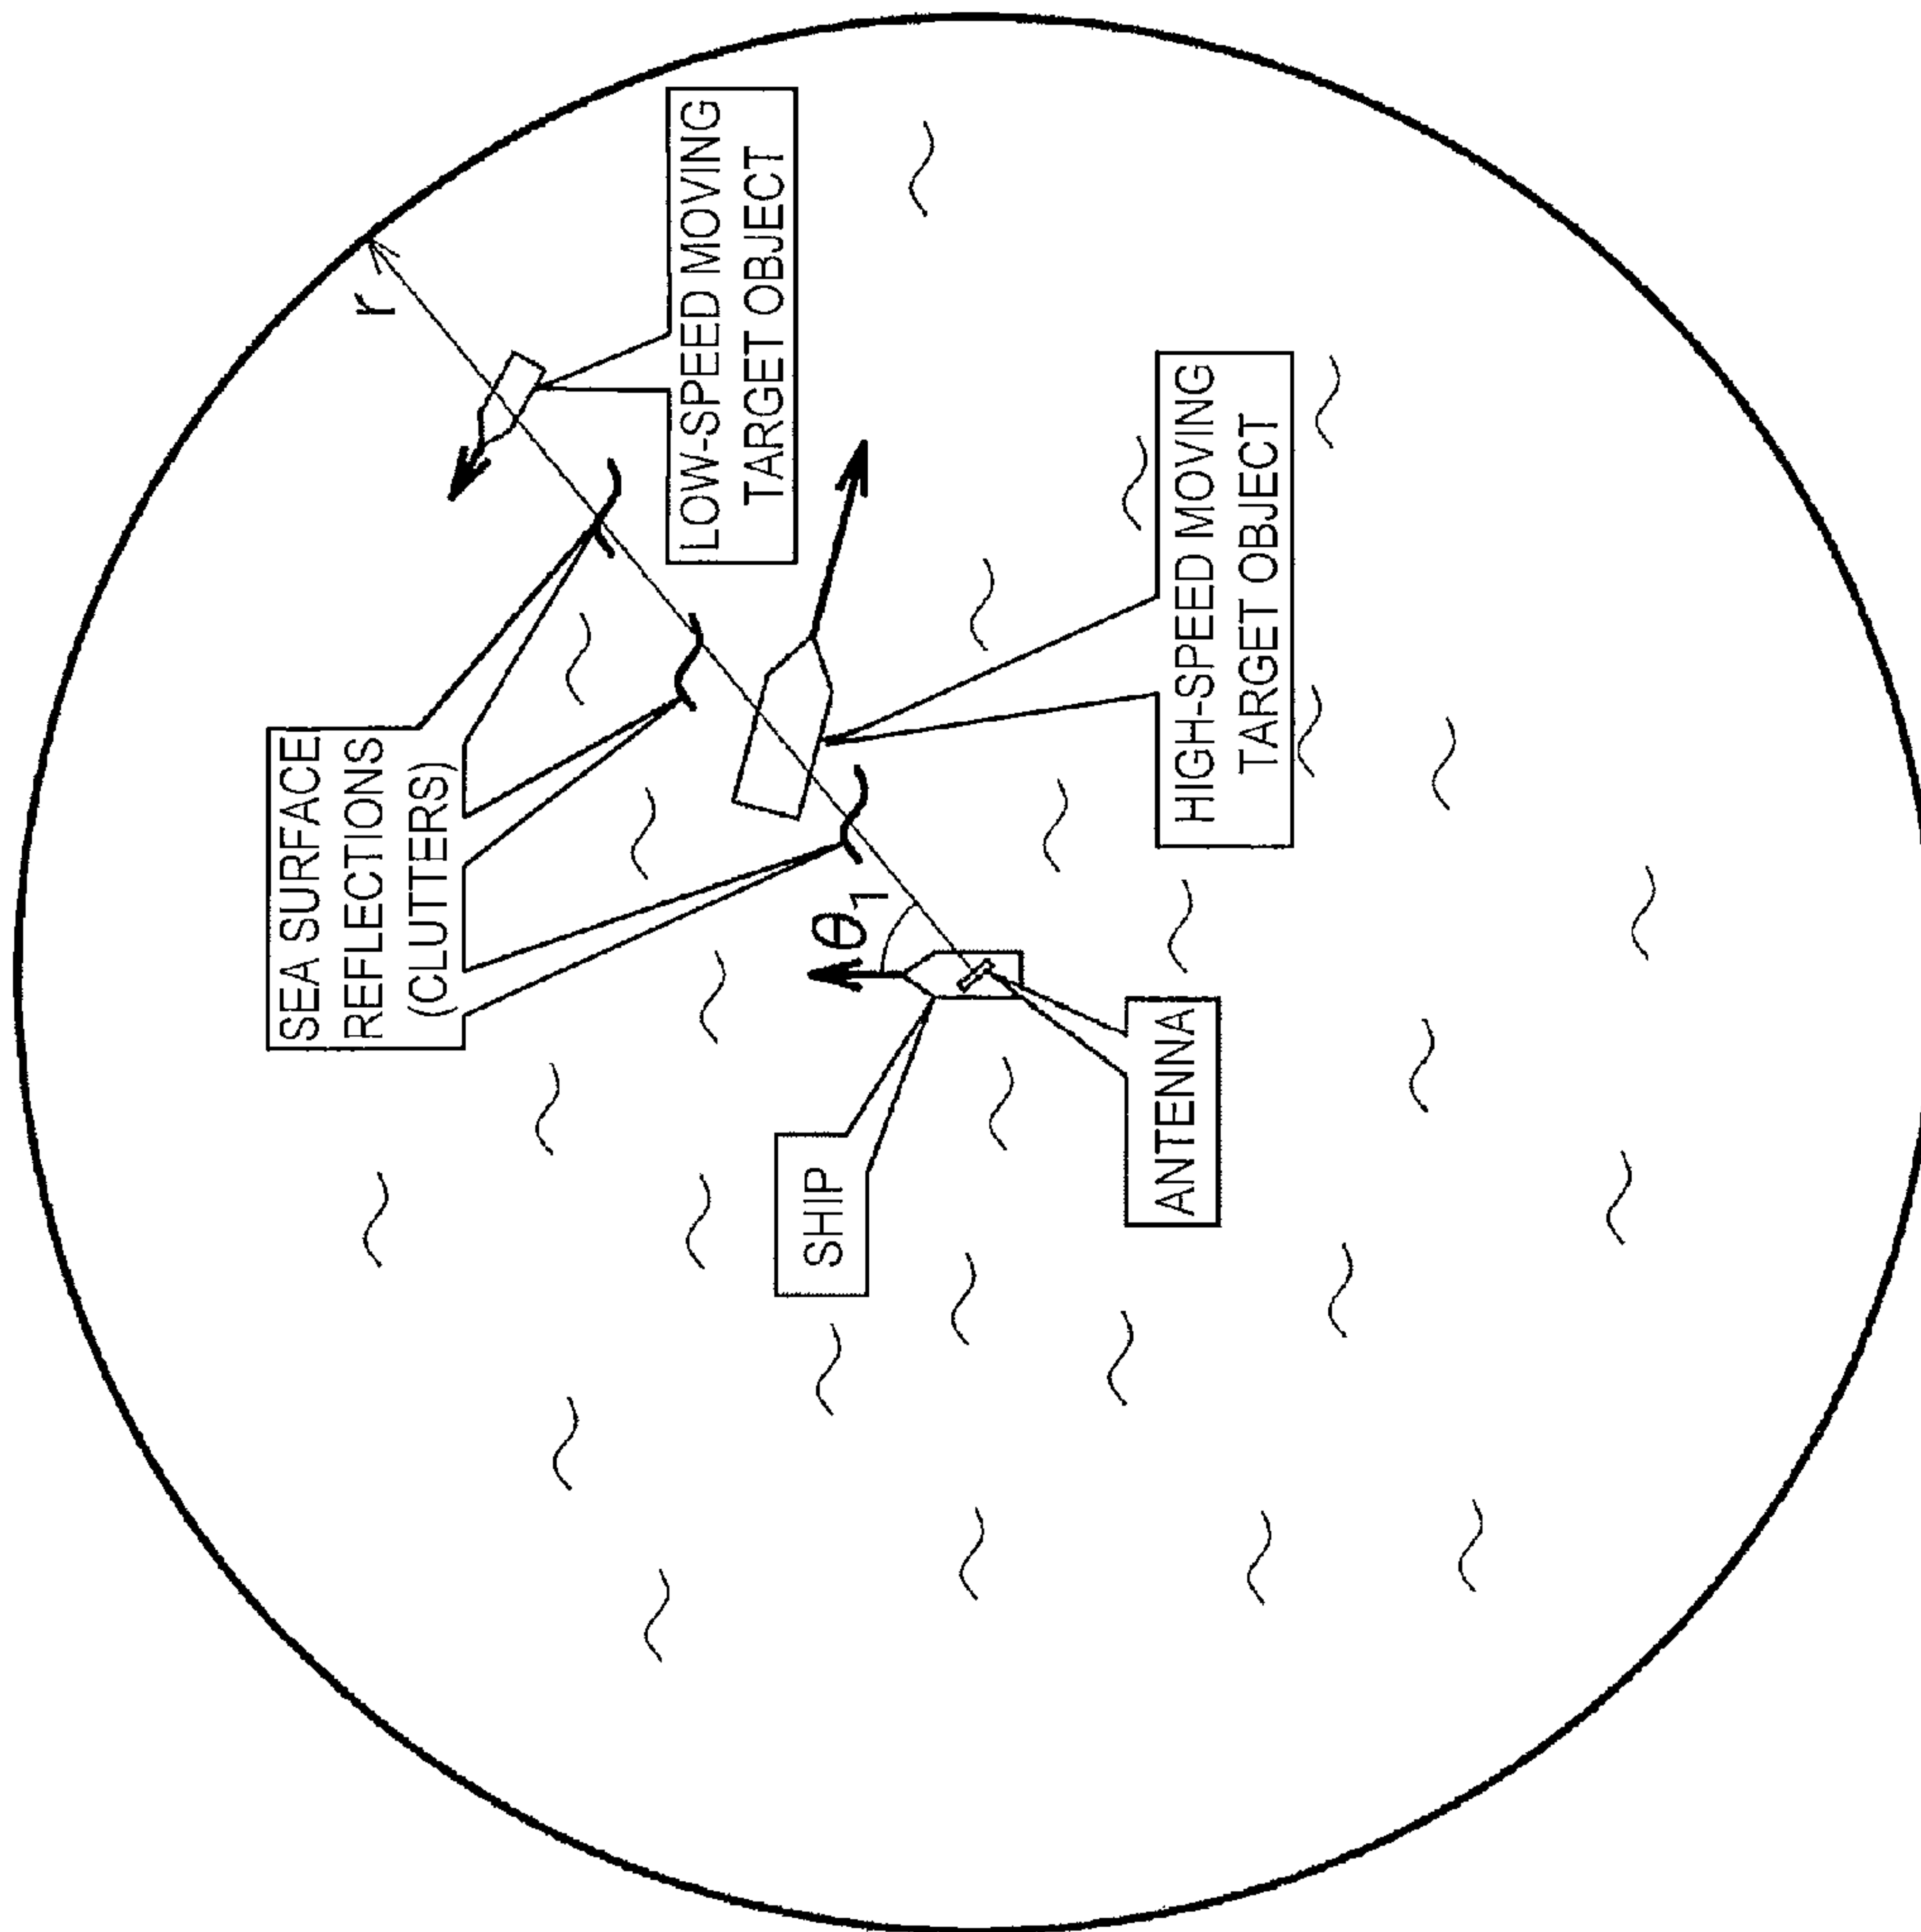 SEA SURFACE
REFLECTIONS
(CLUTTERS)
r
LOW-SPEED MOVING
TARGET OBJECT
θ1
SHIP
HIGH-SPEED MOVING
TARGET OBJECT
ANTENNA